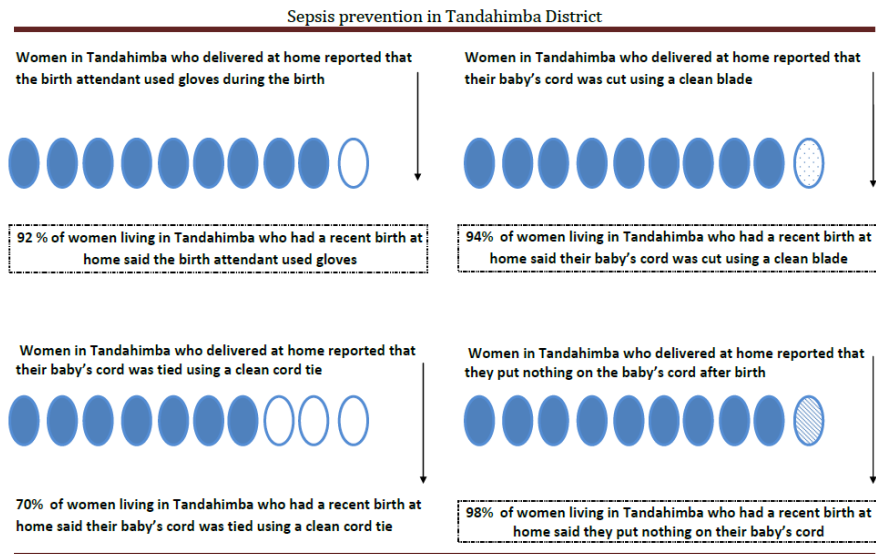 Sepsis prevention in Tandahimba District
Women in Tandahimba who delivered at home reported that
the birth attendant used gloves during the birth
92 % of women living in Tandahimba who had a recent birth at
home said the birth attendant used gloves
Women in Tandahimba who delivered at home reported that
their baby's cord was cut using a clean blade
94% of women living in Tandahimba who had a recent birth at
home said their baby's cord was cut using a clean blade
Women in Tandahimba who delivered at home reported that
their baby's cord was tied using a clean cord tie
70% of women living in Tandahimba who had a recent birth at
home said their baby's cord was tied using a clean cord tie
Women in Tandahimba who delivered at home reported that
they put nothing on the baby's cord after birth
98% of women living in Tandahimba who had a recent birth at
home said they put nothing on their baby's cord